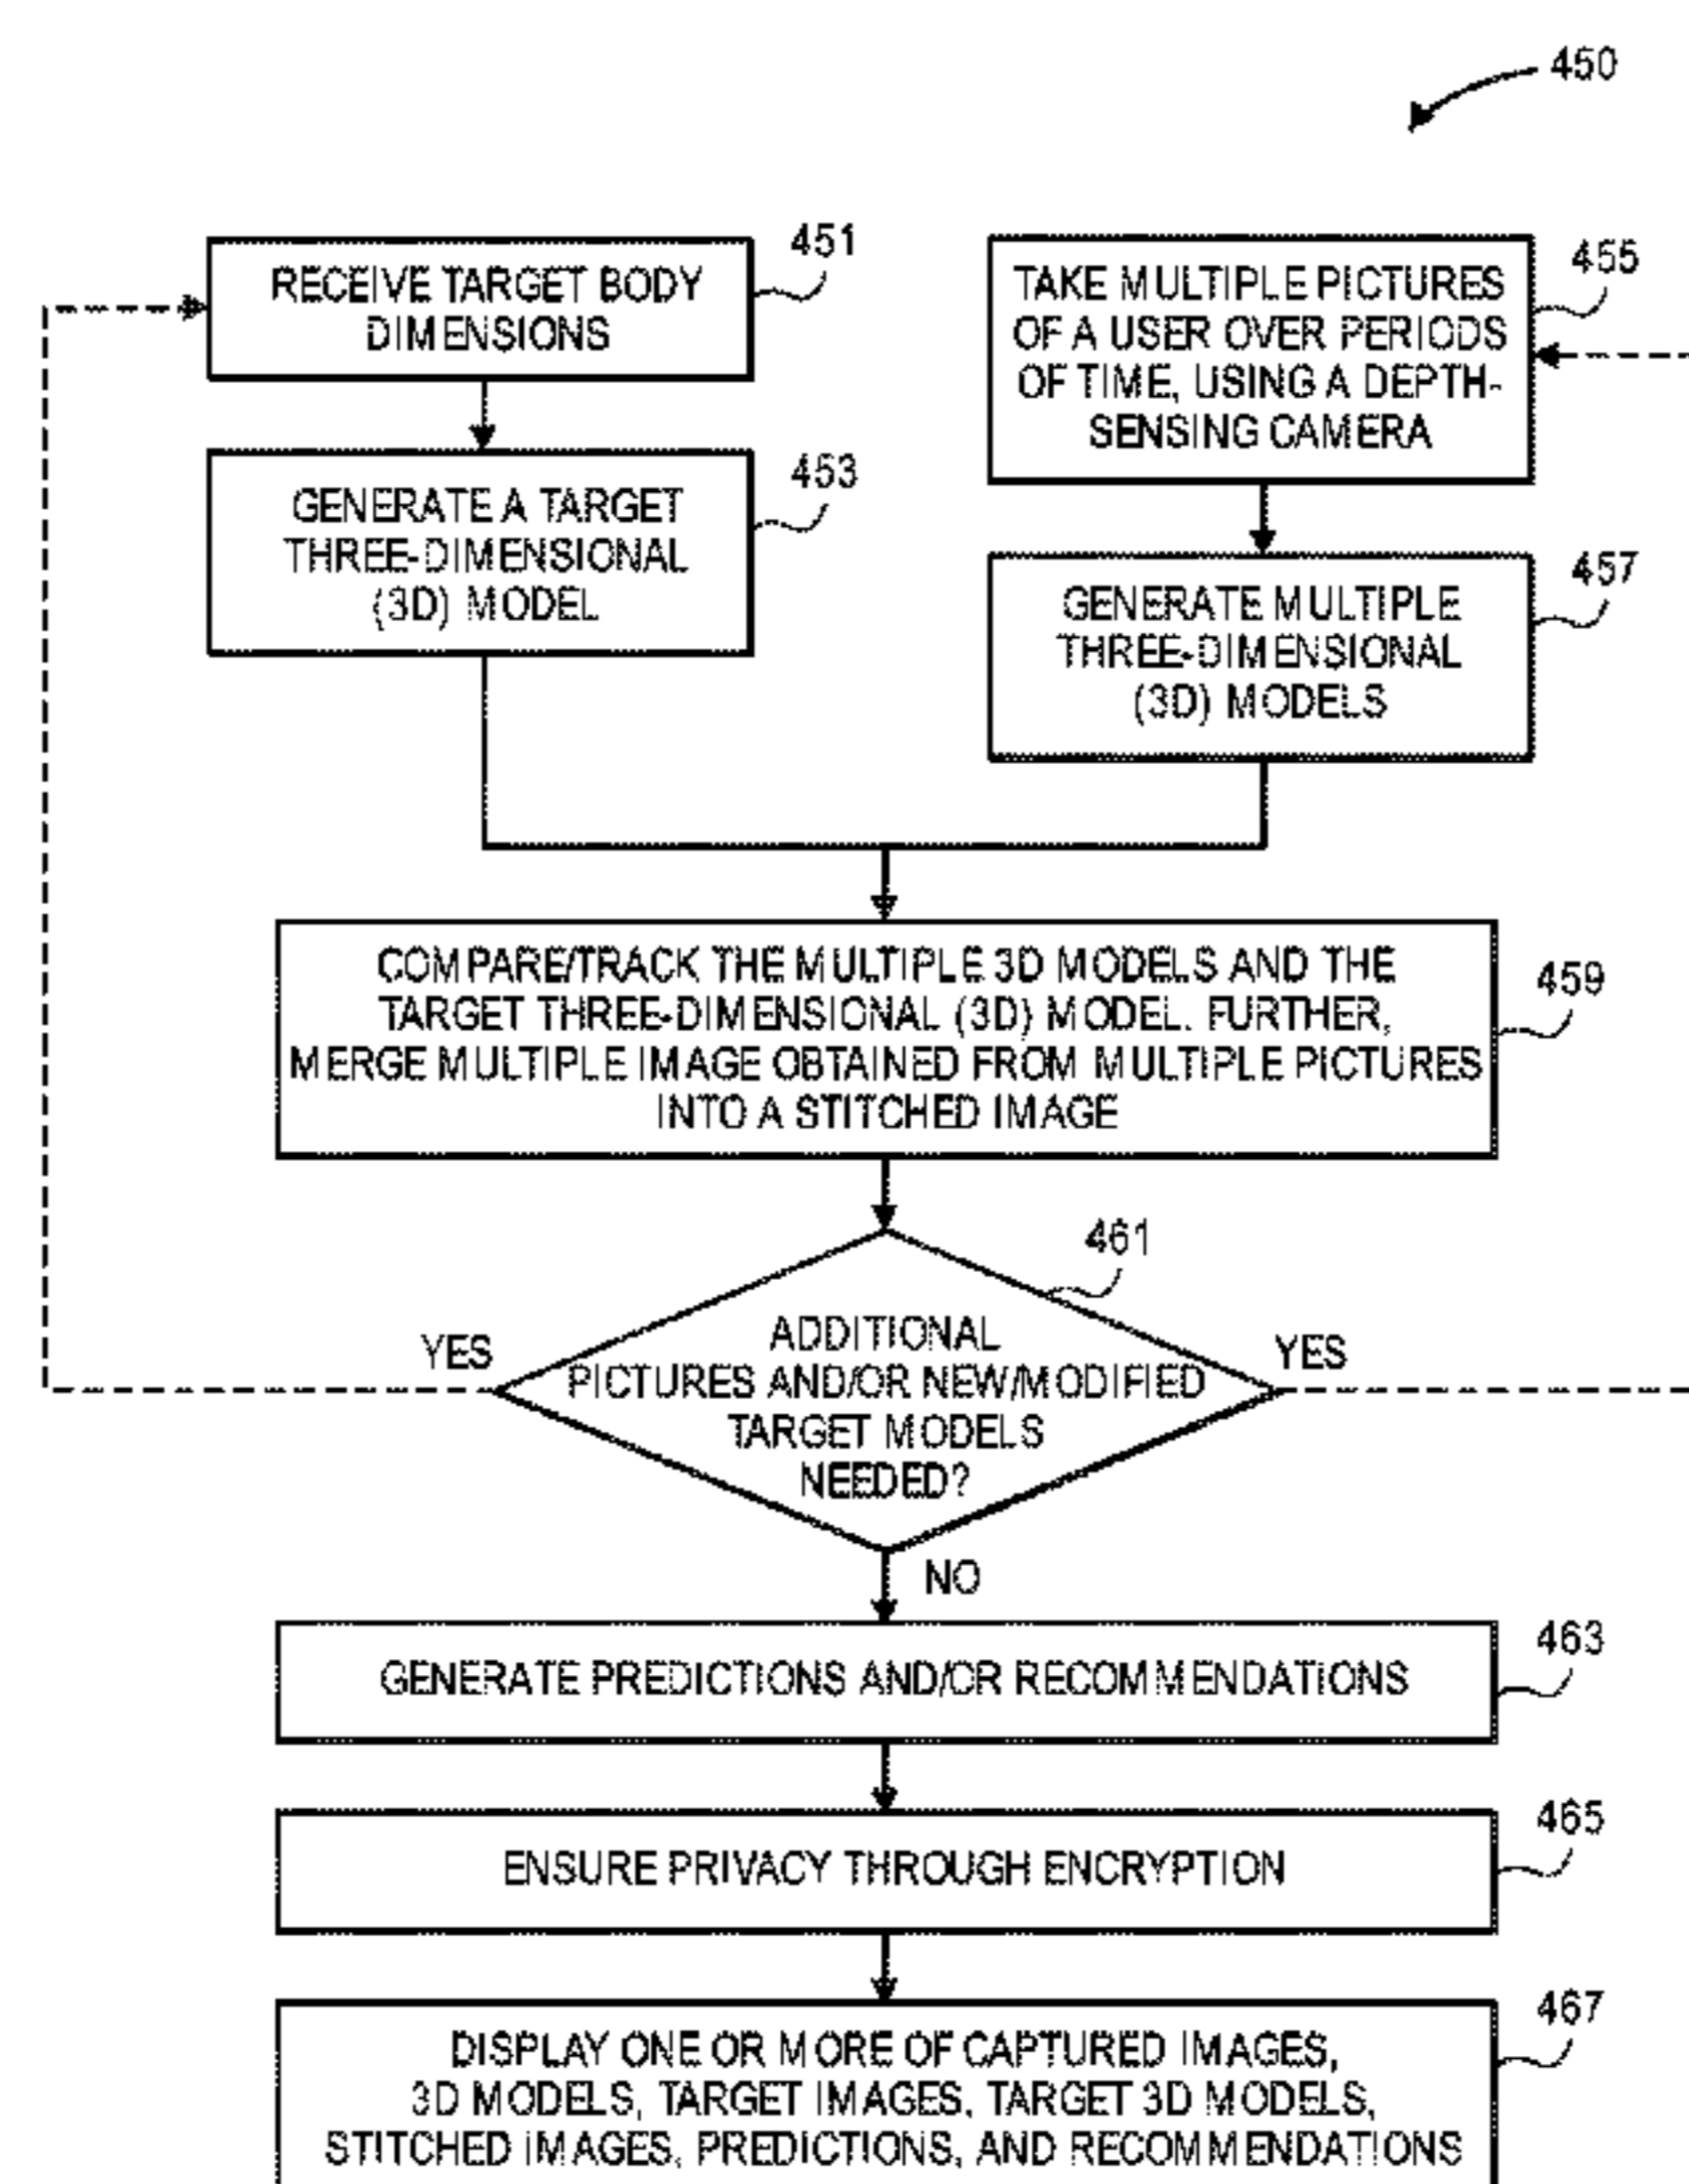 450
451
RECEIVE TARGET BODY
DIMENSIONS
455
TAKE MULTIPLE PICTURES
OF A USER OVER PERIODS
OF TIME, USING A DEPTH-
SENSING CAMERA
453
GENERATE A TARGET
THREE-DIMENSIONAL
(3D) MODEL
457
GENERATE MULTIPLE
THREE-DIMENSIONAL
(3D) MODELS
COMPARE/TRACK THE MULTIPLE 3D MODELS AND THE
TARGET THREE-DIMENSIONAL (3D) MODEL. FURTHER,
MERGE MULTIPLE IMAGE OBTAINED FROM MULTIPLE PICTURES
INTO A STITCHED IMAGE
459
461
YES
ADDITIONAL
PICTURES AND/OR NEW/MODIFIED
TARGET MODELS
NEEDED?
YES
NO
GENERATE PREDICTIONS AND/OR RECOMMENDATIONS
463
ENSURE PRIVACY THROUGH ENCRYPTION
465
DISPLAY ONE OR MORE OF CAPTURED IMAGES,
3D MODELS, TARGET IMAGES, TARGET 3D MODELS,
STITCHED IMAGES, PREDICTIONS, AND RECOMMENDATIONS
467